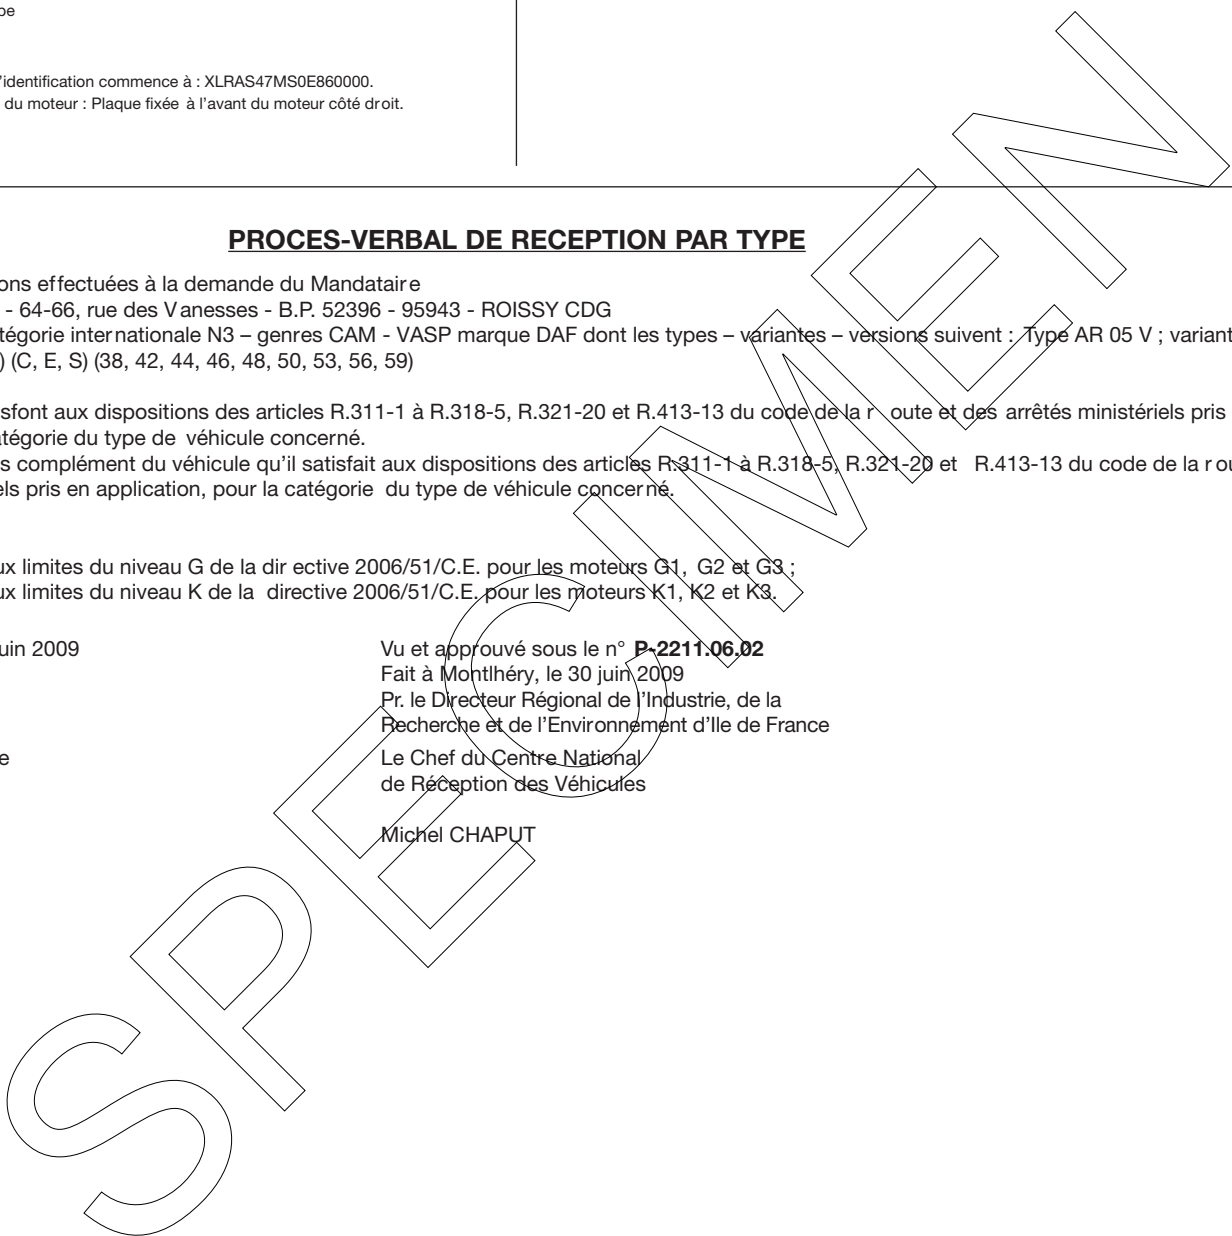 pe
l'identification commence à : XLRAS47MS0E860000.
du moteur : Plaque fixée à l'avant du moteur côté droit.
PROCES-VERBAL DE RECEPTION PAR TYPE
ons effectuées à la demande du Mandataire
- 64-66, rue des Vanesses - B.P. 52396 - 95943 - ROISSY CDG
tégorie internationale N3 – genres CAM - VASP marque DAF dont les types – variantes – versions suivent : Type AR 05 V ; variant
) (C, E, S) (38, 42, 44, 46, 48, 50, 53, 56, 59)
sfont aux dispositions des articles R.311-1 à R.318-5, R.321-20 et R.413-13 du code de la route et des arrêtés ministériels pris
atégorie du type de véhicule concerné.
s complément du véhicule qu'il satisfait aux dispositions des articles R.311-1 à R.318-5, R.321-20 et R.413-13 du code de la rou
els pris en application, pour la catégorie du type de véhicule concerné.
ux limites du niveau G de la directive 2006/51/C.E. pour les moteurs G1, G2 et G3 ;
ux limites du niveau K de la directive 2006/51/C.E. pour les moteurs K1, K2 et K3.
uin 2009
Vu et approuvé sous le n° P-2211.06.02
Fait à Montlhéry, le 30 juin 2009
Pr. le Directeur Régional de l'Industrie, de la
Recherche et de l'Environnement d'Ile de France
e
Le Chef du Centre National
de Réception des Véhicules
Michel CHAPUT
SPECIMEN